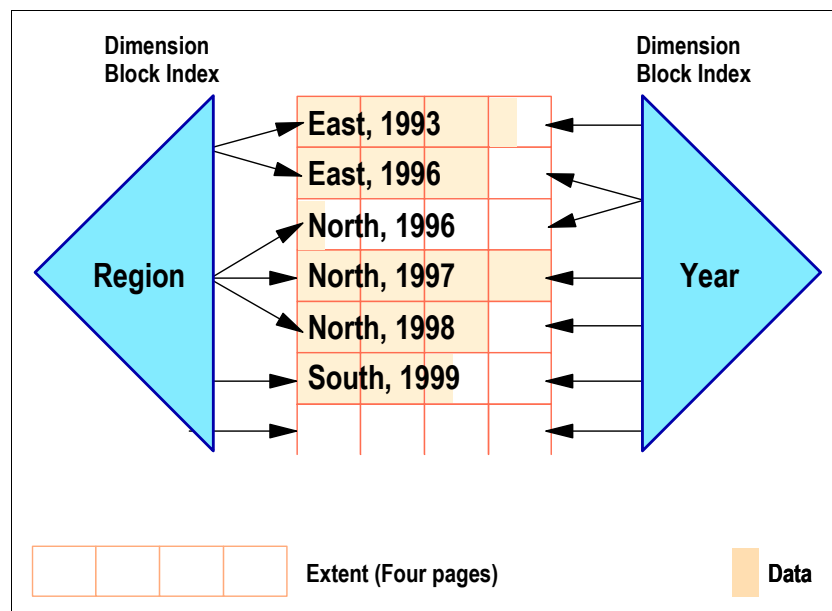 Dimension
Block Index
Dimension
Block Index
East, 1993
East, 1996
North, 1996
Region
North, 1997
Year
North, 1998
South, 1999
Extent (Four pages)
Data